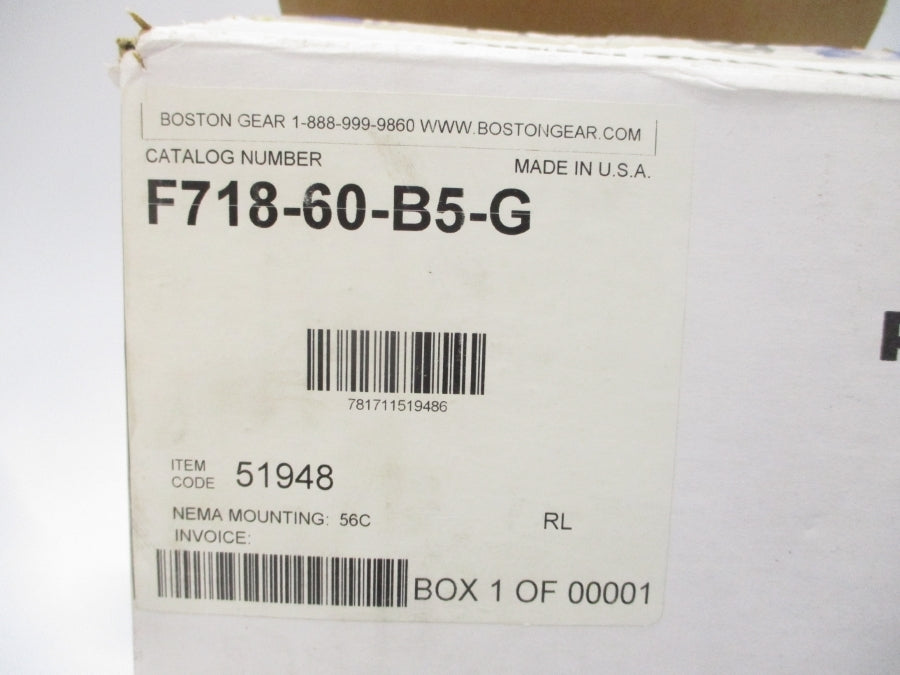 BOSTON GEAR 1-888-999-9860 WWW.BOSTONGEAR.COM
CATALOG NUMBER MADE IN U.S.A.
F718-60-B5-G
781711519486
ITEM CODE 51948
NEMA MOUNTING: 56C RL
INVOICE:
BOX 1 OF 00001